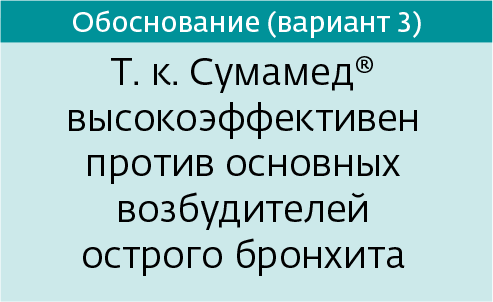 Обоснование (вариант 3)
Т. к. Сумамед®
высокоэффективен
против основных
возбудителей
острого бронхита